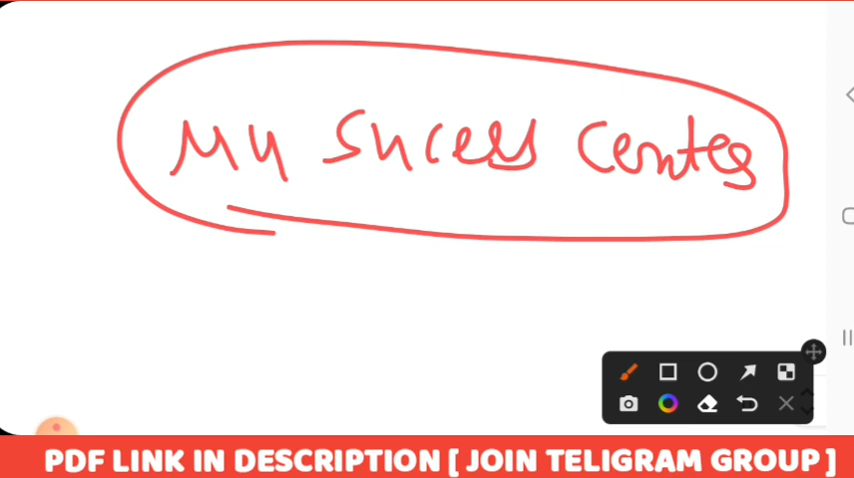 My Sucess Center
PDF LINK IN DESCRIPTION [ JOIN TELIGRAM GROUP ]